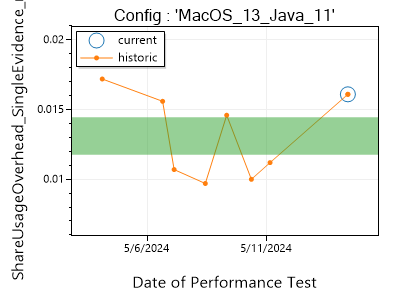 Config : 'MacOS_13_Java_11'
current
historic
0.02
0.015
0.01
5/6/2024
5/11/2024
Date of Performance Test
ShareUsageOverhead_SingleEvidence_